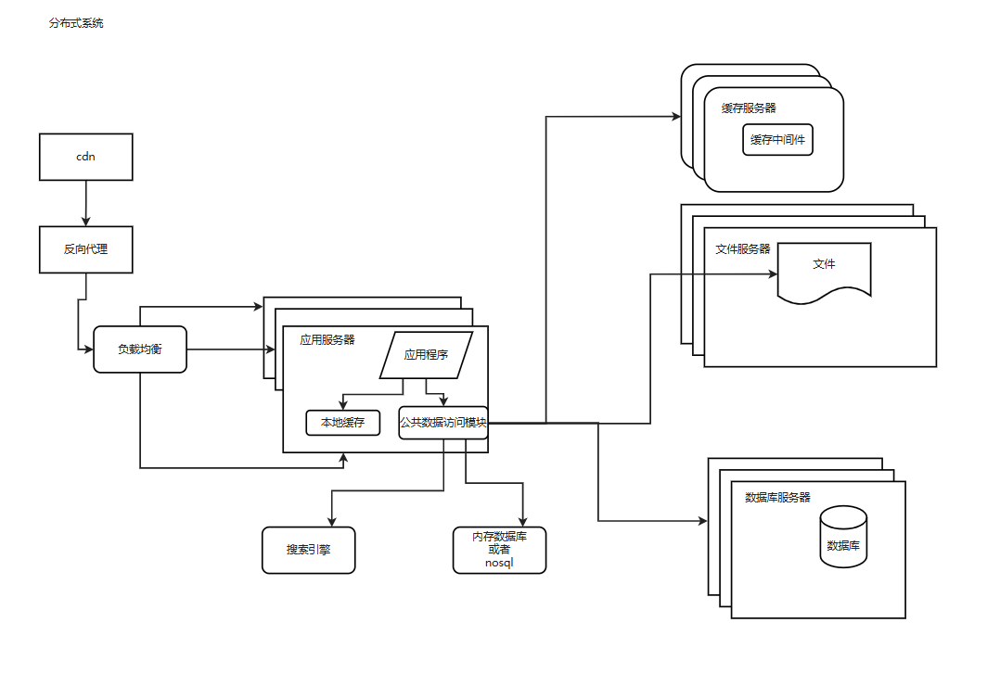 分布式系统
缓存服务器
缓存中间件
cdn
反向代理
文件服务器
文件
负载均衡
应用服务器
应用程序
本地缓存
公共数据访问模块
数据库服务器
数据库
搜索引擎
内存数据库
或者
nosql